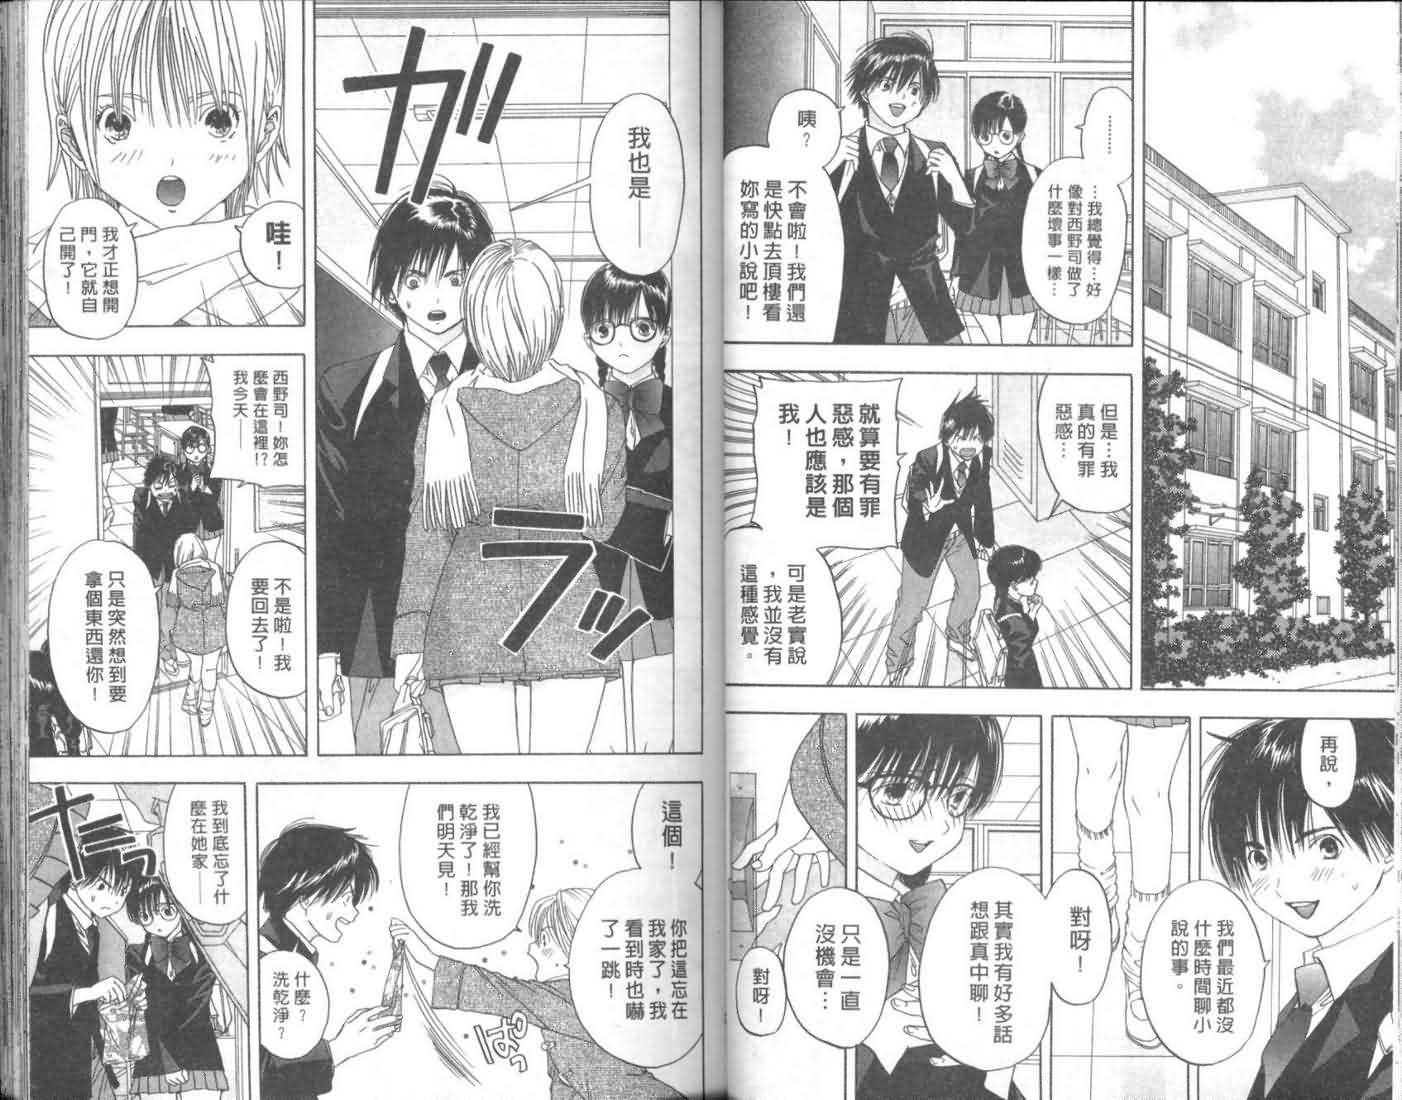 ………
…我總覺得…好
像對西野司做了
什麼壞事一樣…
咦？
不會啦！我們還
是快點去頂樓看
妳寫的小說吧！
但是…我
真的有罪
惡感…
就算要有罪
惡感，那個
人也應該是
我！
可是老實說
，我並沒有
這種感覺。
再說，
我們最近都沒
什麼時間聊小
說的事。
對呀！
其實我有好多話
想跟真中聊！
只是一直
沒機會…
對呀！
我也是——
ガラッ
哇！
我才正想開
門，它就自
己開了！
西野司！妳怎
麼會在這裡!?
我今天——
不是啦！我
要回去了！
只是突然想到要
拿個東西還你！
這個！
你把這忘在
我家了，我
看到時也嚇
了一跳！
我已經幫你洗
乾淨了！那我
們明天見！
ぱっ
什麼？
洗乾淨？
我到底忘了什
麼在她家——